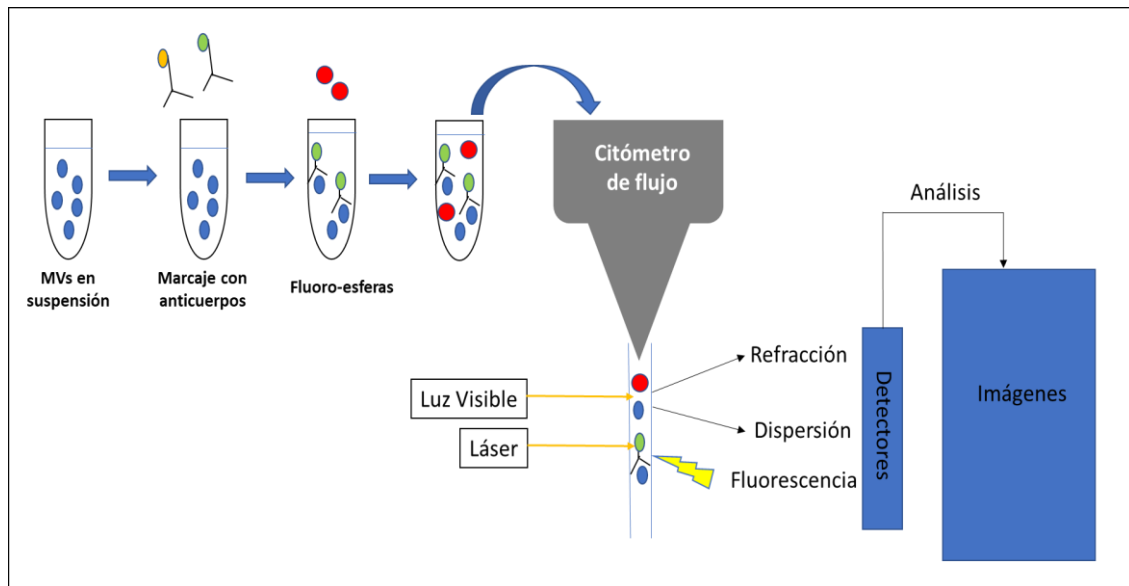 MVs en
suspensión
Marcaje con
anticuerpos
Fluoro-esferas
Citómetro
de flujo
Luz Visible
Láser
Refracción
Dispersión
Fluorescencia
Detectores
Análisis
Imágenes